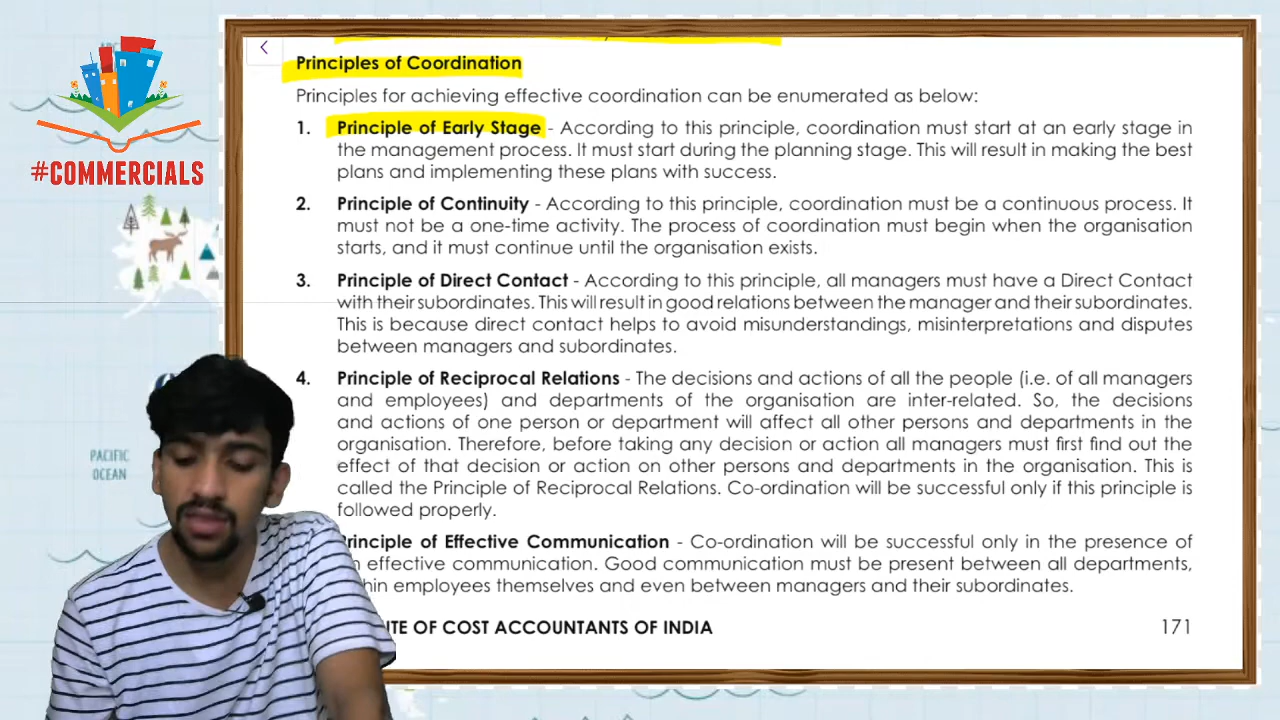 #COMMERCIALS
PACIFIC
OCEAN
Principles of Coordination
Principles for achieving effective coordination can be enumerated as below:
1. Principle of Early Stage - According to this principle, coordination must start at an early stage in
the management process. It must start during the planning stage. This will result in making the best
plans and implementing these plans with success.
2. Principle of Continuity - According to this principle, coordination must be a continuous process. It
must not be a one-time activity. The process of coordination must begin when the organisation
starts, and it must continue until the organisation exists.
3. Principle of Direct Contact - According to this principle, all managers must have a Direct Contact
with their subordinates. This will result in good relations between the manager and their subordinates.
This is because direct contact helps to avoid misunderstandings, misinterpretations and disputes
between managers and subordinates.
4. Principle of Reciprocal Relations - The decisions and actions of all the people (i.e. of all managers
and employees) and departments of the organisation are inter-related. So, the decisions
and actions of one person or department will affect all other persons and departments in the
organisation. Therefore, before taking any decision or action all managers must first find out the
effect of that decision or action on other persons and departments in the organisation. This is
called the Principle of Reciprocal Relations. Co-ordination will be successful only if this principle is
followed properly.
Principle of Effective Communication - Co-ordination will be successful only in the presence of
effective communication. Good communication must be present between all departments,
employees themselves and even between managers and their subordinates.
OF COST ACCOUNTANTS OF INDIA 171